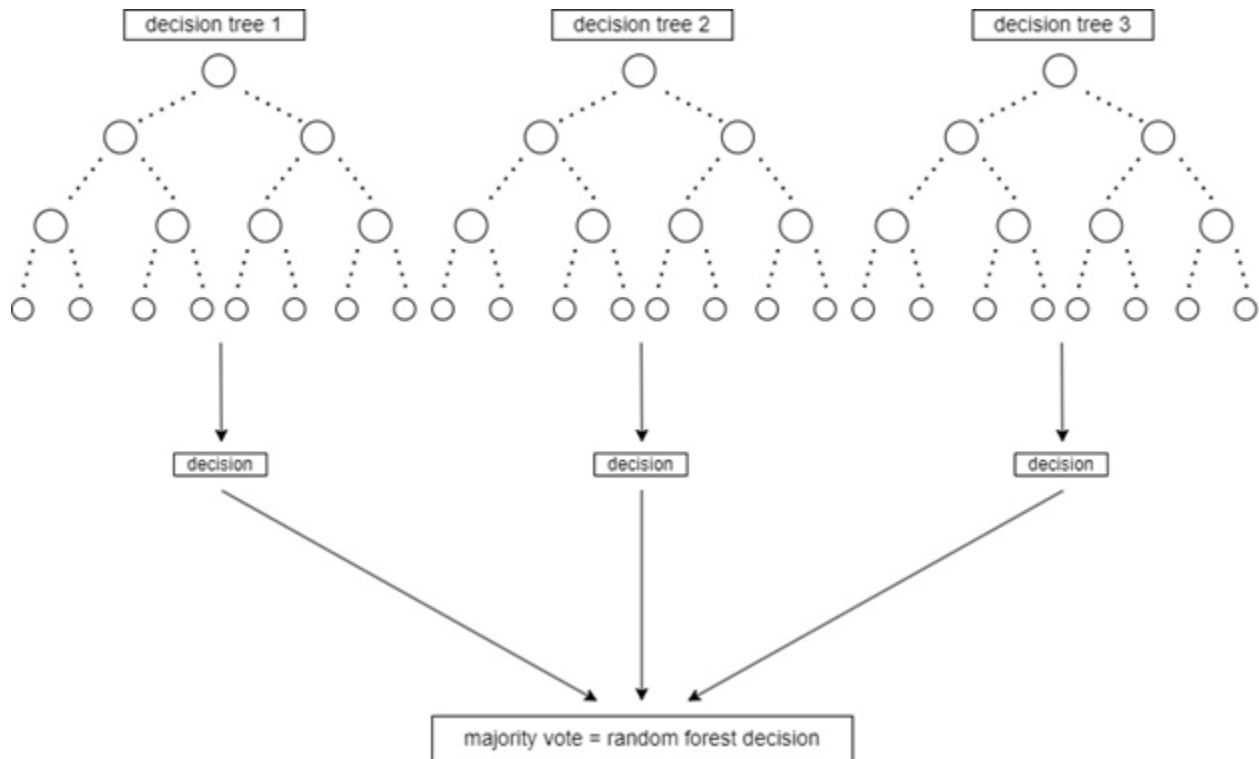 decision tree 1
decision tree 2
decision tree 3
decision
decision
decision
majority vote = random forest decision